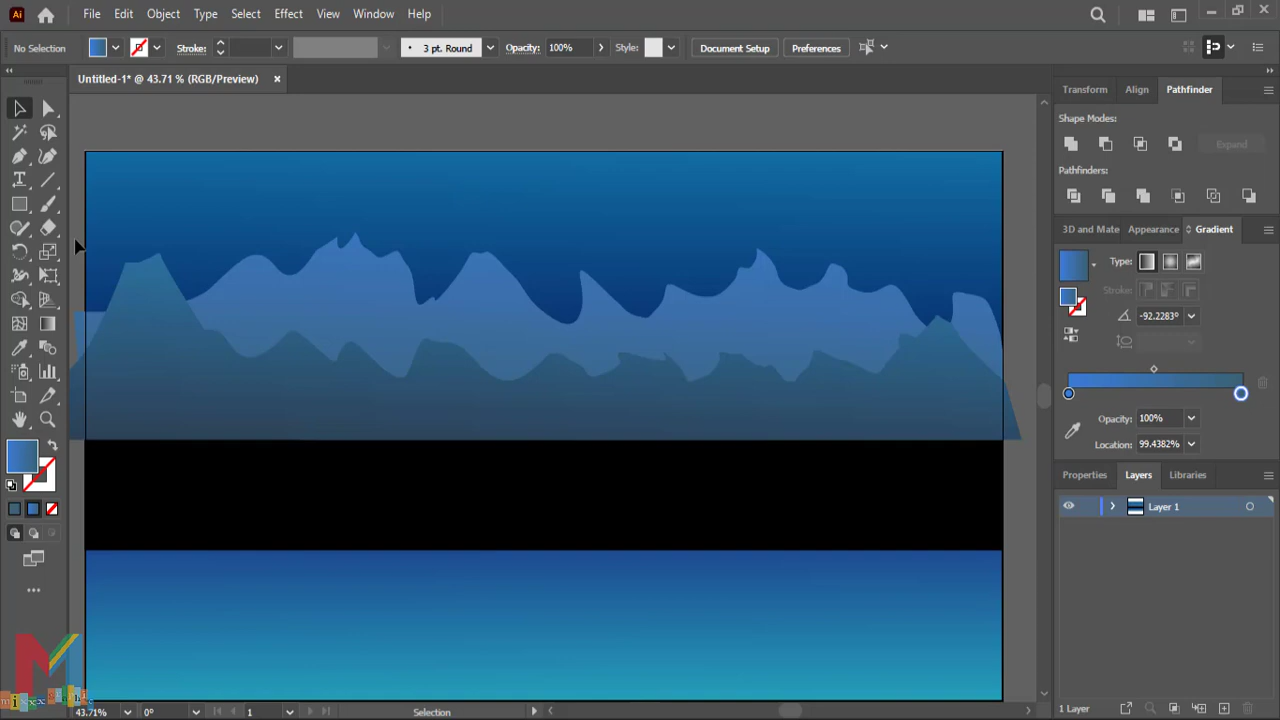 Ai File Edit Object Type Select Effect View Window Help
No Selection Stroke: 3 pt. Round Opacity: 100% Style: Document Setup Preferences
Untitled-1* @ 43.71 % (RGB/Preview)
Transform Align Pathfinder
Shape Modes:
Expand
Pathfinders:
3D and Mate Appearance Gradient
Type:
Stroke:
-92.2283°
Opacity: 100%
Location: 99.4382%
Properties Layers Libraries
Layer 1
43.71% 0° 1 Selection
1 Layer